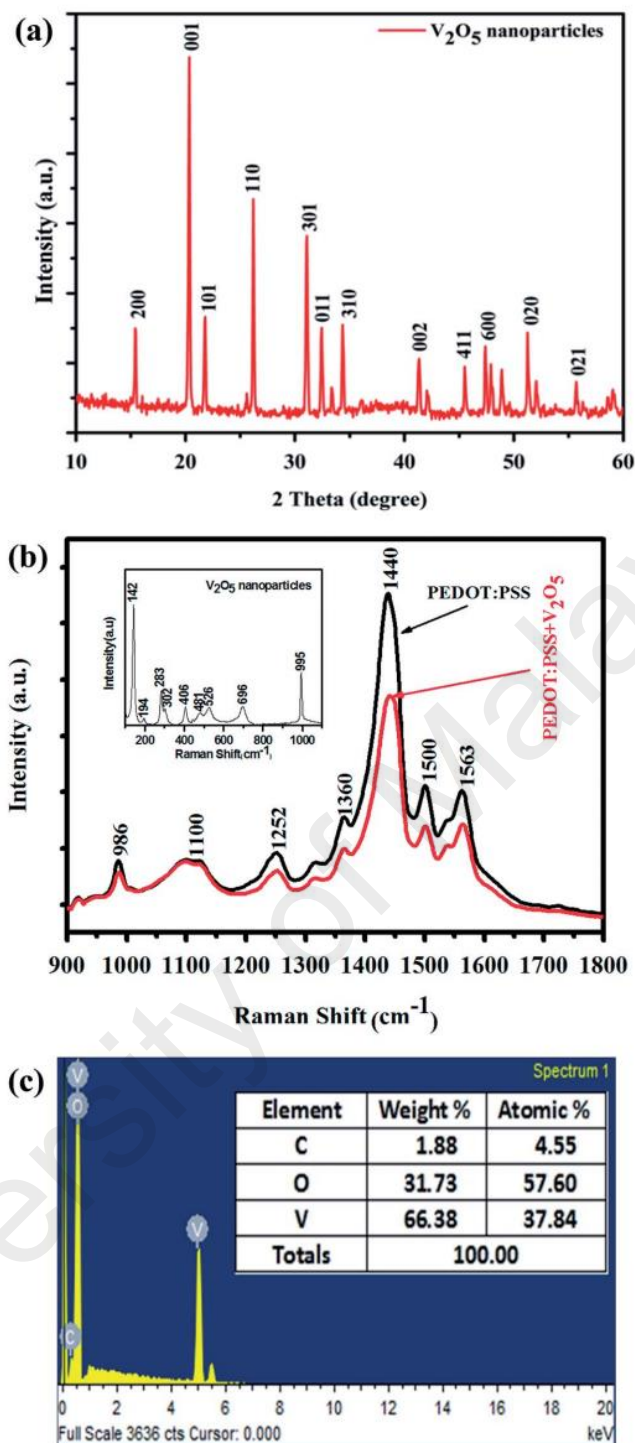 (a)
V₂O₅ nanoparticles
Intensity (a.u.)
200
001
101
110
301
011
310
002
411
600
020
021
10 20 30 40 50 60
2 Theta (degree)
(b)
V₂O₅ nanoparticles
Intensity(a.u)
142
194
283
302
406
481
526
696
995
200 400 600 800 1000
Raman Shift(cm⁻¹)
PEDOT:PSS
PEDOT:PSS+V₂O₅
Intensity (a.u.)
986
1100
1252
1360
1440
1500
1563
900 1000 1100 1200 1300 1400 1500 1600 1700 1800
Raman Shift (cm⁻¹)
(c)
Spectrum 1
V
O
C
V
Element Weight % Atomic %
C 1.88 4.55
O 31.73 57.60
V 66.38 37.84
Totals 100.00
0 2 4 6 8 10 12 14 16 18 20
Full Scale 3636 cts Cursor: 0.000 keV
ersity of Malay